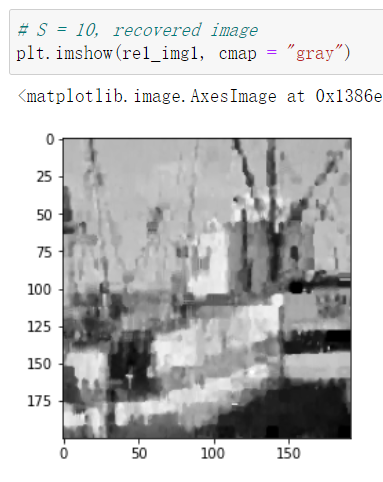 # S = 10, recovered image
plt.imshow(re1_img1, cmap = "gray")
<matplotlib.image.AxesImage at 0x1386e
0
25
50
75
100
125
150
175
0 50 100 150